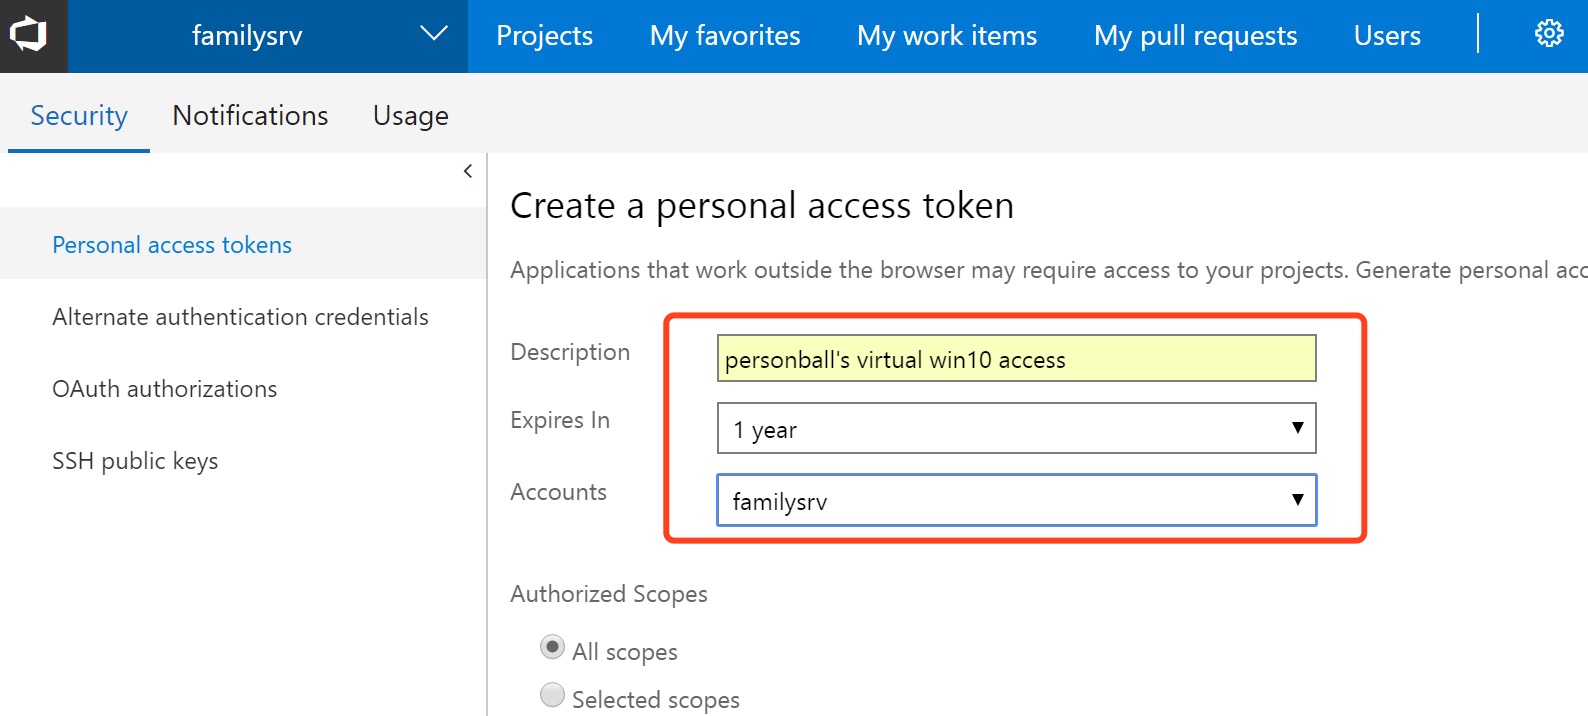 familysrv Projects My favorites My work items My pull requests Users
Security Notifications Usage
Personal access tokens
Alternate authentication credentials
OAuth authorizations
SSH public keys
Create a personal access token
Applications that work outside the browser may require access to your projects. Generate personal acc
Description personball's virtual win10 access
Expires In 1 year
Accounts familysrv
Authorized Scopes
All scopes
Selected scopes